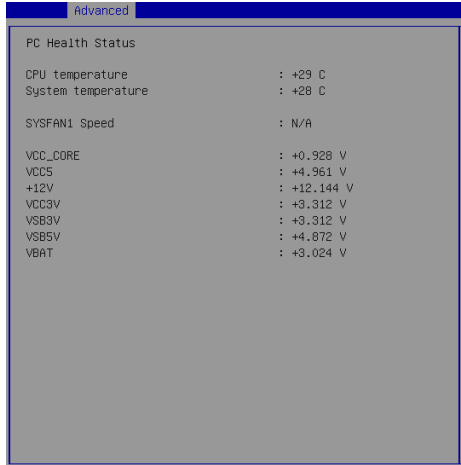 Advanced
PC Health Status
CPU temperature : +29 C
System temperature : +28 C
SYSFAN1 Speed : N/A
VCC_CORE : +0.928 V
VCC5 : +4.961 V
+12V : +12.144 V
VCC3V : +3.312 V
VSB3V : +3.312 V
VSB5V : +4.872 V
VBAT : +3.024 V